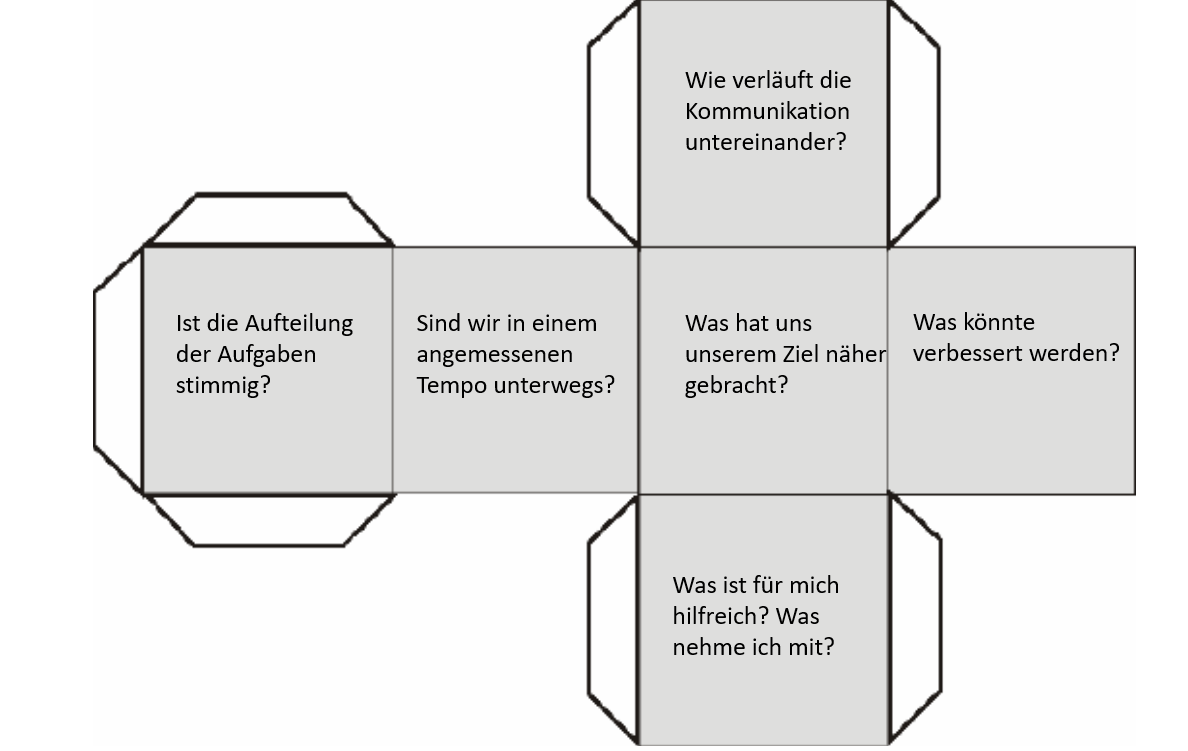 Wie verläuft die
Kommunikation
untereinander?
Ist die Aufteilung
der Aufgaben
stimmig?
Sind wir in einem
angemessenen
Tempo unterwegs?
Was hat uns
unserem Ziel näher
gebracht?
Was könnte
verbessert werden?
Was ist für mich
hilfreich? Was
nehme ich mit?